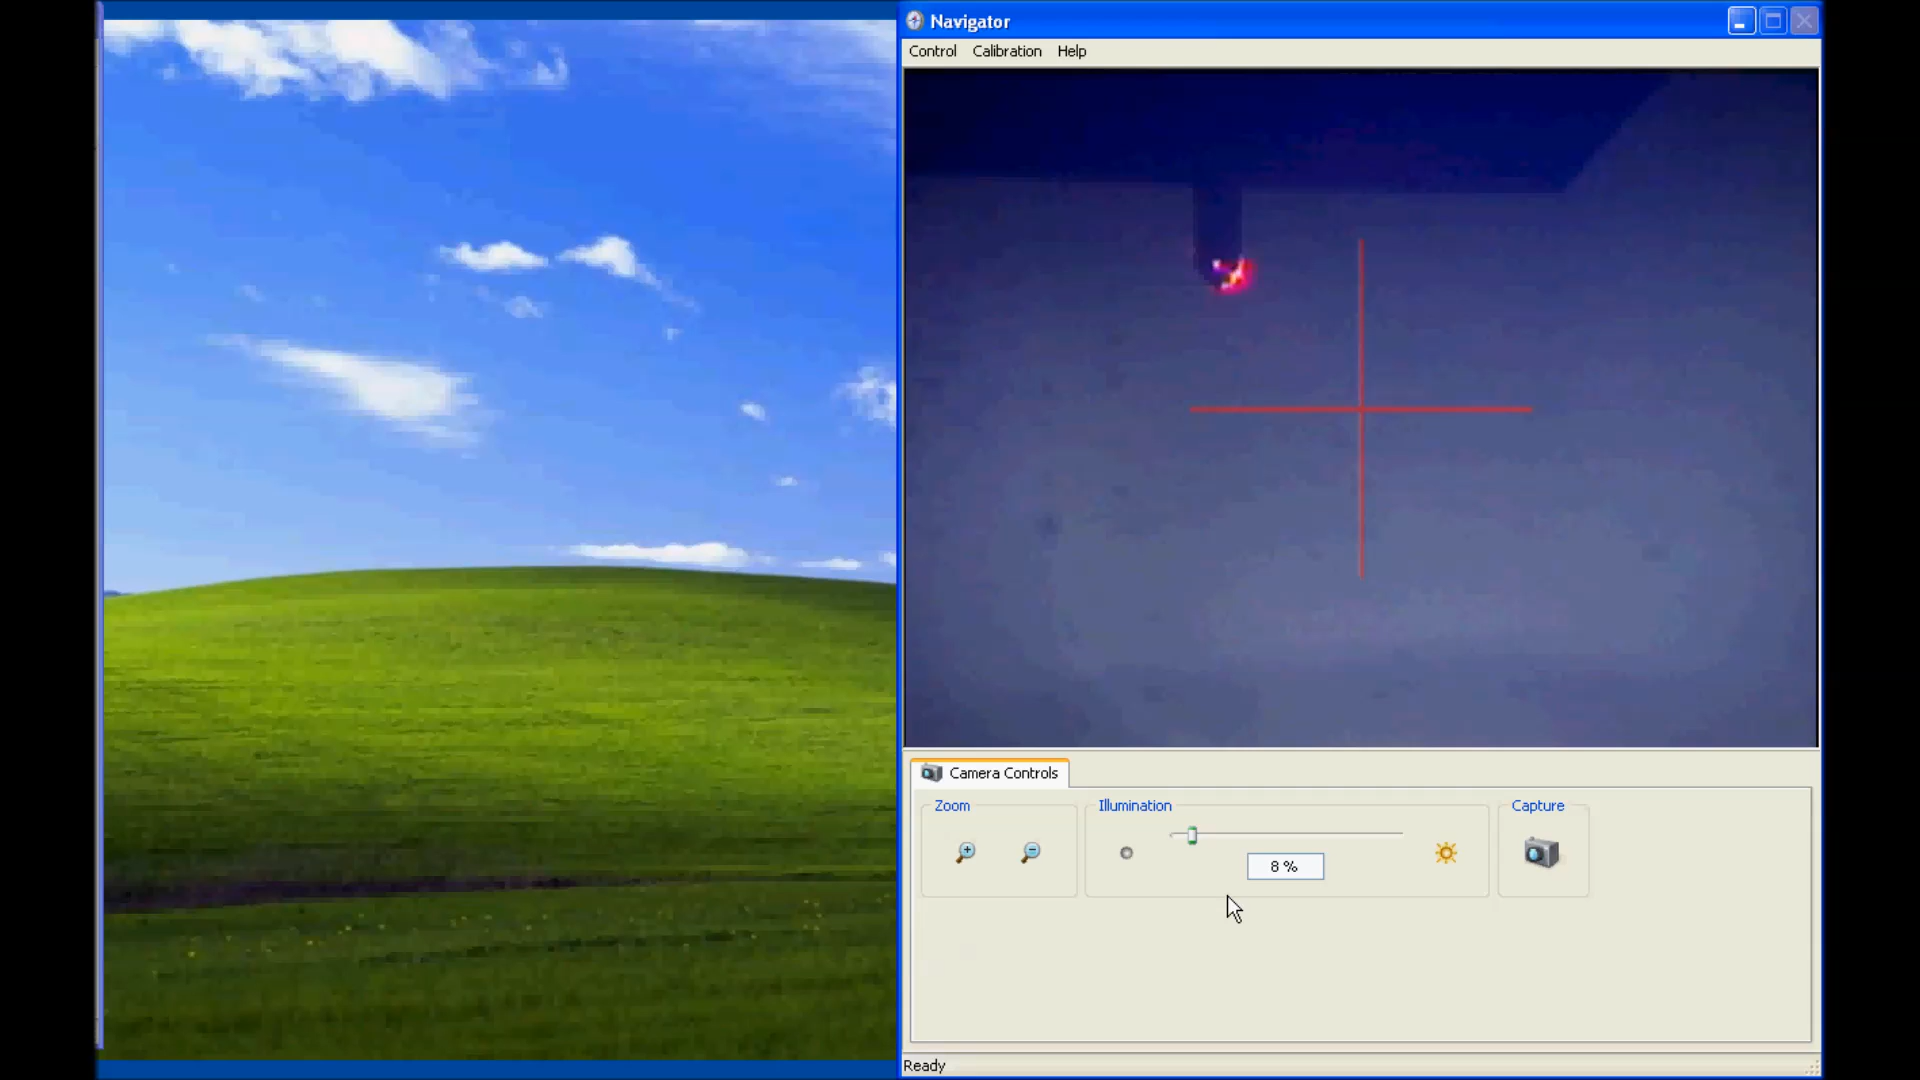 Navigator
Control Calibration Help
Camera Controls
Zoom Illumination Capture
8 %
Ready